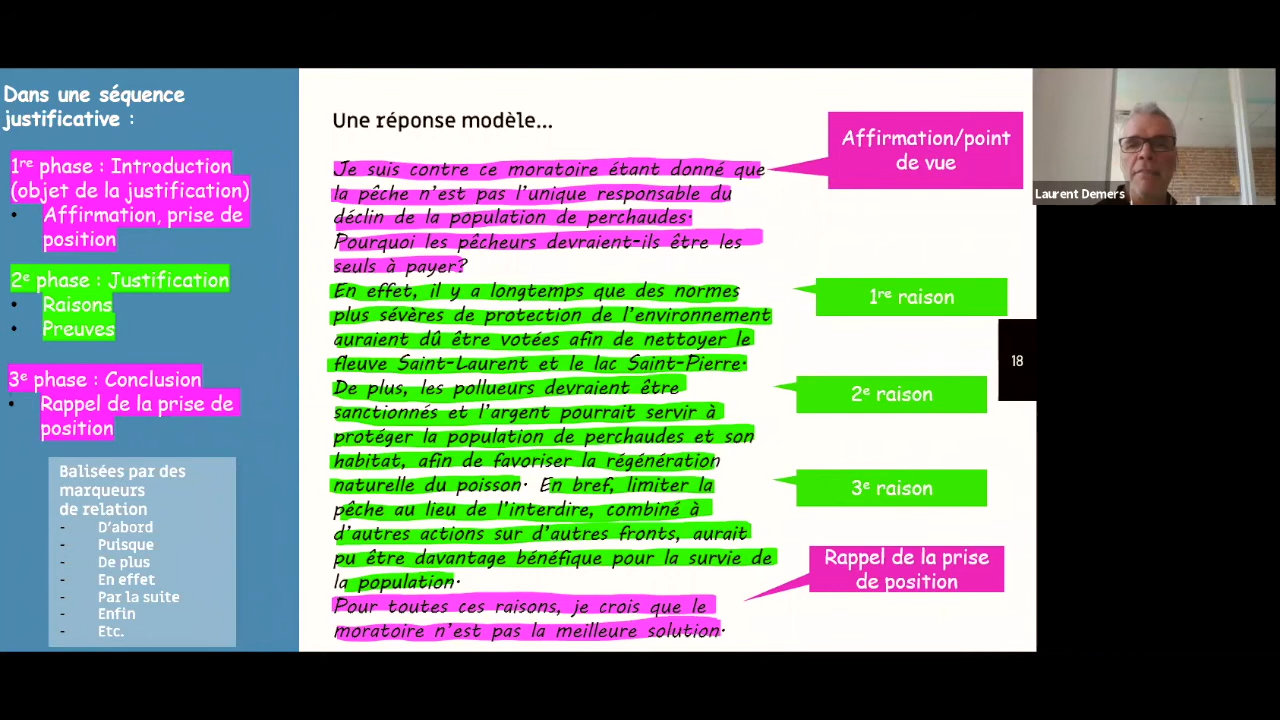 Dans une séquence
justificative :
1re phase : Introduction
(objet de la justification)
• Affirmation, prise de
position
2e phase : Justification
• Raisons
• Preuves
3e phase : Conclusion
• Rappel de la prise de
position
Balisées par des
marqueurs
de relation
- D'abord
- Puisque
- De plus
- En effet
- Par la suite
- Enfin
- Etc.
Une réponse modèle...
Je suis contre ce moratoire étant donné que
la pêche n'est pas l'unique responsable du
déclin de la population de perchaudes.
Pourquoi les pêcheurs devraient-ils être les
seuls à payer?
En effet, il y a longtemps que des normes
plus sévères de protection de l'environnement
auraient dû être votées afin de nettoyer le
fleuve Saint-Laurent et le lac Saint-Pierre.
De plus, les pollueurs devraient être
sanctionnés et l'argent pourrait servir à
protéger la population de perchaudes et son
habitat, afin de favoriser la régénération
naturelle du poisson. En bref, limiter la
pêche au lieu de l'interdire, combiné à
d'autres actions sur d'autres fronts, aurait
pu être davantage bénéfique pour la survie de
la population.
Pour toutes ces raisons, je crois que le
moratoire n'est pas la meilleure solution.
Affirmation/point
de vue
1re raison
2e raison
3e raison
Rappel de la prise
de position
18
Laurent Demers